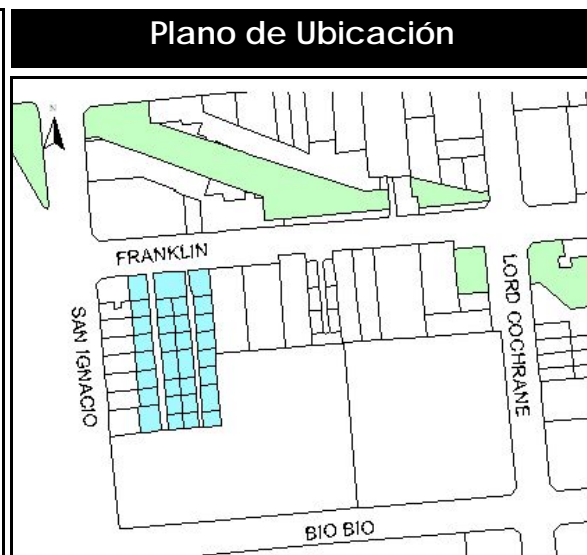 Plano de Ubicación
N
FRANKLIN
SAN IGNACIO
LORD COCHRANE
BIO BIO